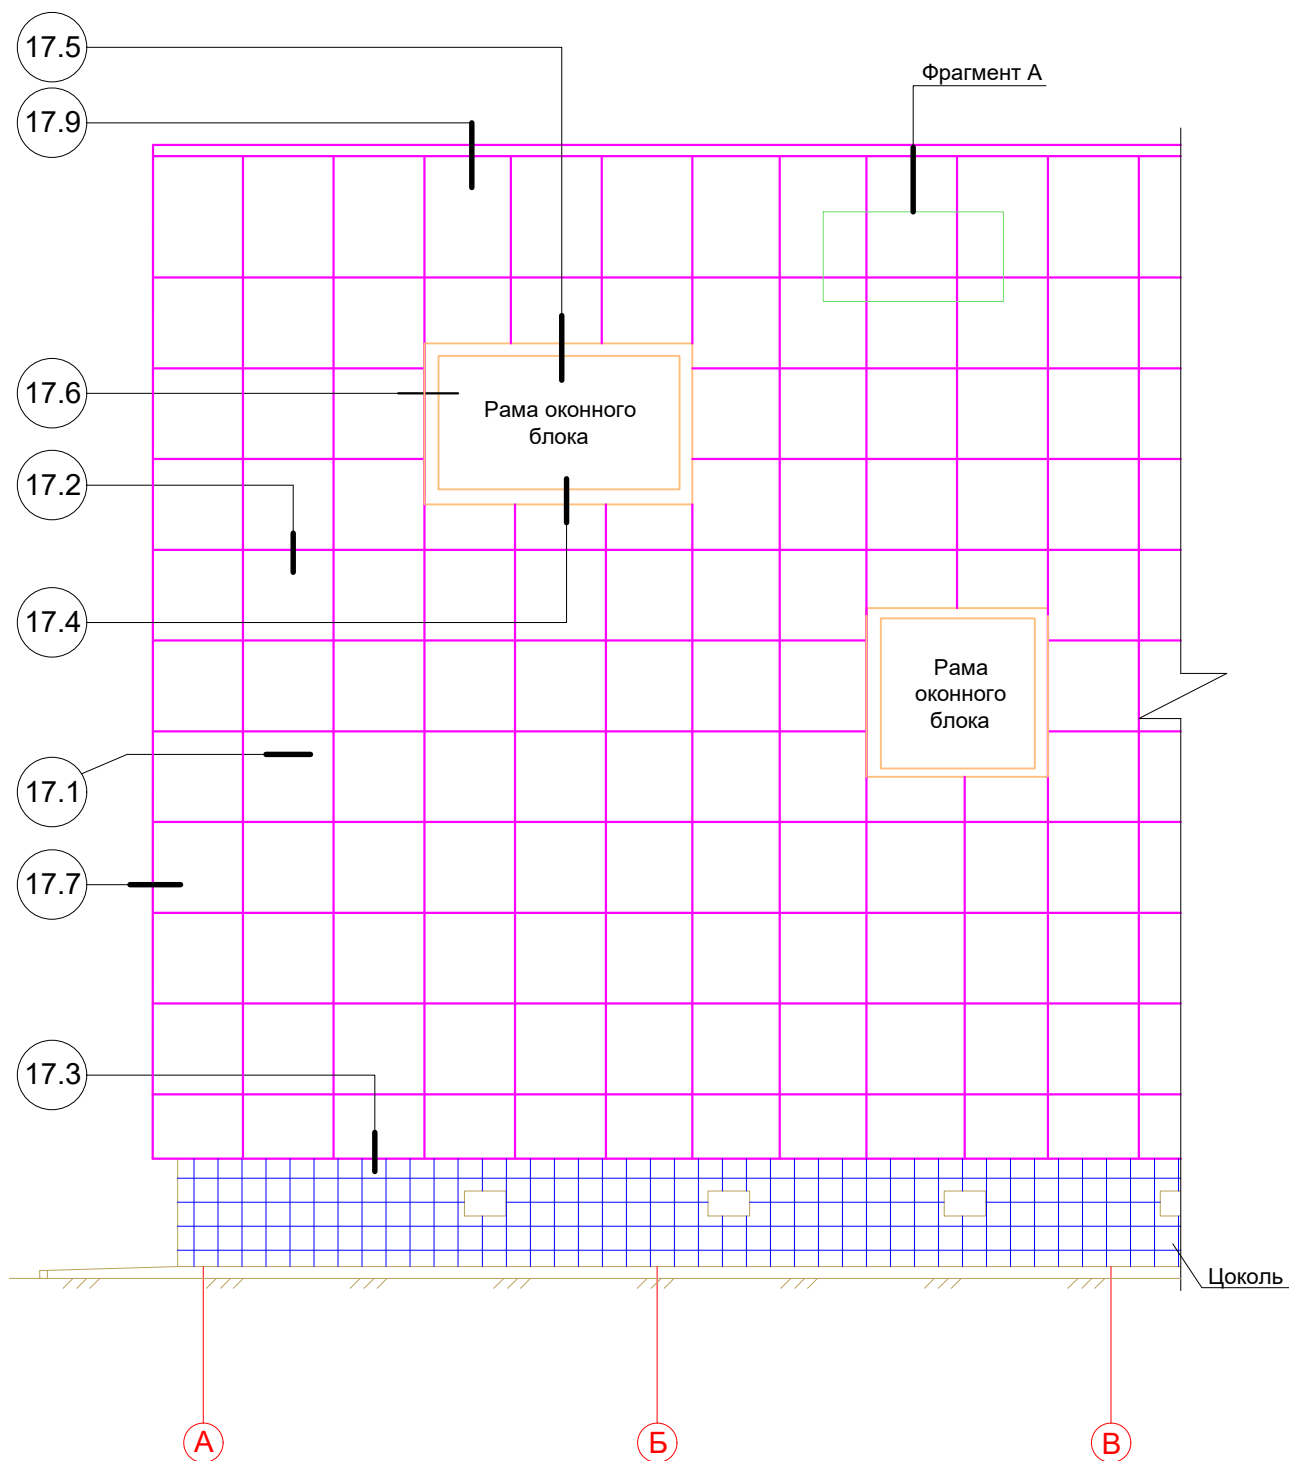 17.5
Фрагмент А
17.9
17.6
Рама оконного
блока
17.2
17.4
Рама
оконного
блока
17.1
17.7
17.3
Цоколь
А
Б
В